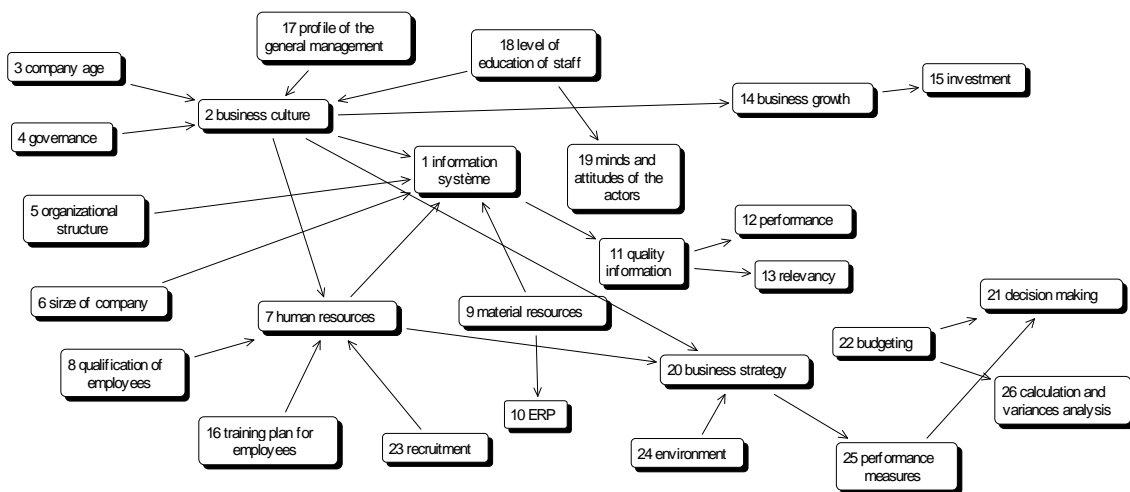 17 profile of the
general management
18 level of
education of staff
3 company age
15 investment
14 business growth
2 business culture
4 governance
1 information
système
19 minds and
attitudes of the
actors
5 organizational
structure
12 performance
11 quality
information
13 relevancy
6 sirze of company
7 human resources
9 material resources
21 decision making
22 budgeting
8 qualification of
employees
20 business strategy
26 calculation and
variances analysis
16 training plan for
employees
10 ERP
23 recruitment
24 environment
25 performance
measures